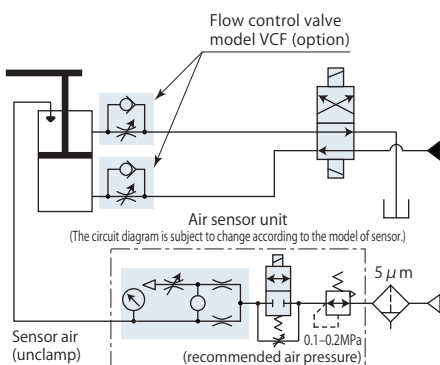 Flow control valve
model VCF (option)
Air sensor unit
(The circuit diagram is subject to change according to the model of sensor.)
5 μm
Sensor air
(unclamp)
0.1–0.2MPa
(recommended air pressure)